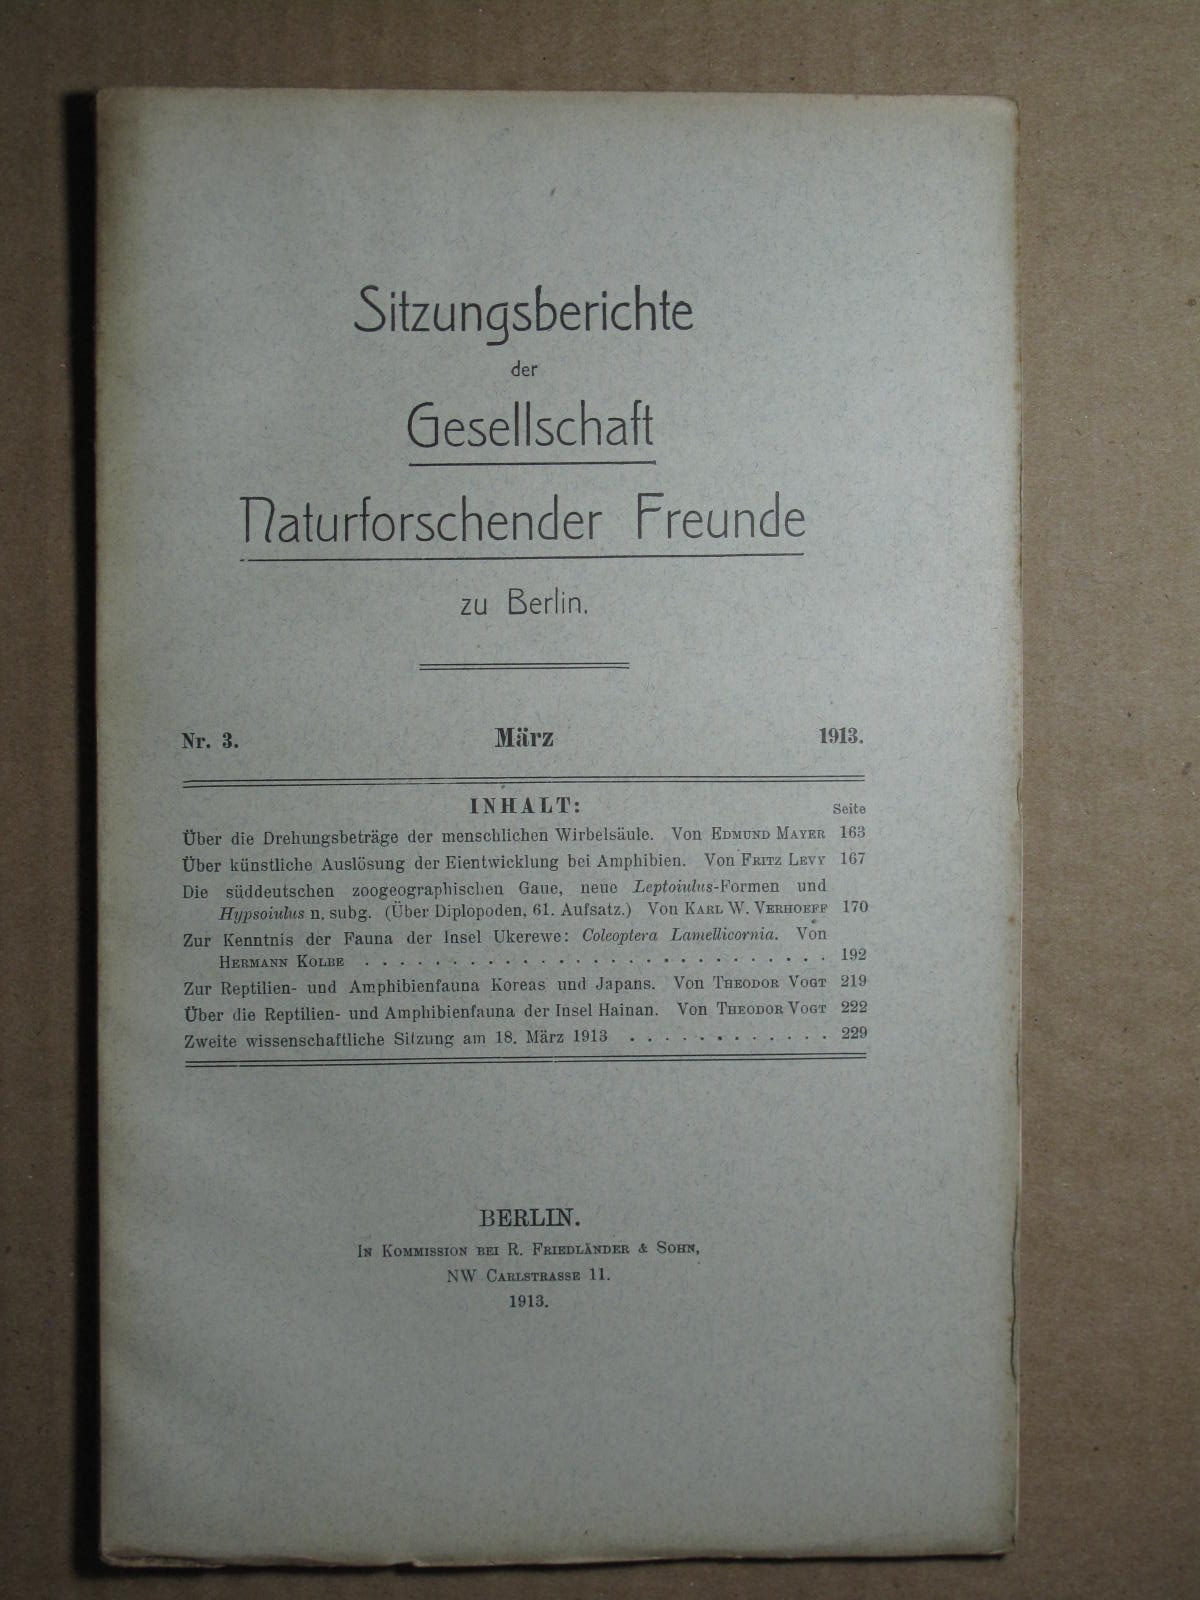 Sitzungsberichte
der
Gesellschaft
Naturforschender Freunde
zu Berlin.
Nr. 3. März 1913.
INHALT:
Seite
Über die Drehungsbeträge der menschlichen Wirbelsäule. Von Edmund Mayer 163
Über künstliche Auslösung der Eientwicklung bei Amphibien. Von Fritz Levy 167
Die süddeutschen zoogeographischen Gaue, neue Leptoiulus-Formen und
Hypsoiulus n. subg. (Über Diplopoden, 61. Aufsatz.) Von Karl W. Verhoeff 170
Zur Kenntnis der Fauna der Insel Ukerewe: Coleoptera Lamellicornia. Von
Hermann Kolbe . . . . . . . . . . . . . . . . . . . . . . . . . . . 192
Zur Reptilien- und Amphibienfauna Koreas und Japans. Von Theodor Vogt 219
Über die Reptilien- und Amphibienfauna der Insel Hainan. Von Theodor Vogt 222
Zweite wissenschaftliche Sitzung am 18. März 1913 . . . . . . . . . . . . 229
BERLIN.
In Kommission bei R. Friedländer & Sohn,
NW Carlstrasse 11.
1913.